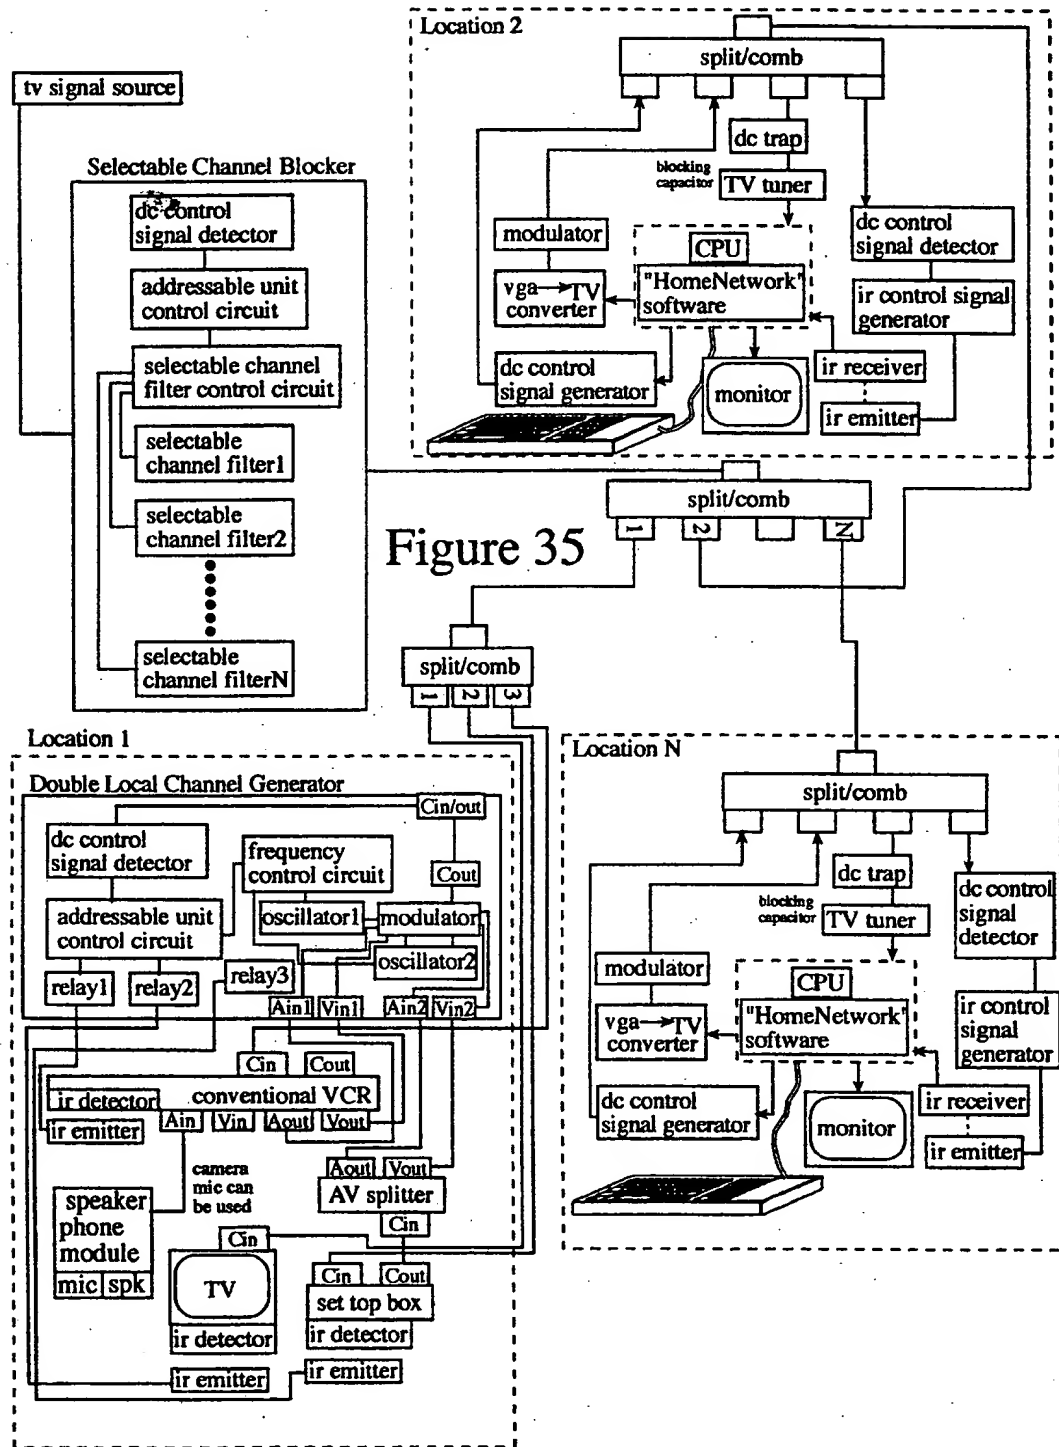 Location 2
split/comb
tv signal source
dc trap
blocking
capacitor
TV tuner
Selectable Channel Blocker
dc control
signal detector
modulator
CPU
dc control
signal detector
addressable unit
control circuit
vga→TV
converter
"HomeNetwork"
software
ir control signal
generator
selectable channel
filter control circuit
dc control
signal generator
monitor
ir receiver
ir emitter
selectable
channel filter1
split/comb
1
2
N
selectable
channel filter2
Figure 35
selectable
channel filterN
split/comb
1
2
3
Location 1
Double Local Channel Generator
Cin/out
dc control
signal detector
frequency
control circuit
Cout
addressable unit
control circuit
oscillator1
modulator
oscillator2
relay1
relay2
relay3
Ain1
Vin1
Ain2
Vin2
Cin
Cout
conventional VCR
ir detector
Ain
Vin
Aout
Vout
ir emitter
camera
mic can
be used
Aout
Vout
AV splitter
Cin
speaker
phone
module
mic
spk
Cin
TV
ir detector
Cin
Cout
set top box
ir detector
ir emitter
ir emitter
Location N
split/comb
dc trap
blocking
capacitor
TV tuner
dc control
signal
detector
modulator
CPU
vga→TV
converter
"HomeNetwork"
software
ir control
signal
generator
dc control
signal generator
monitor
ir receiver
ir emitter